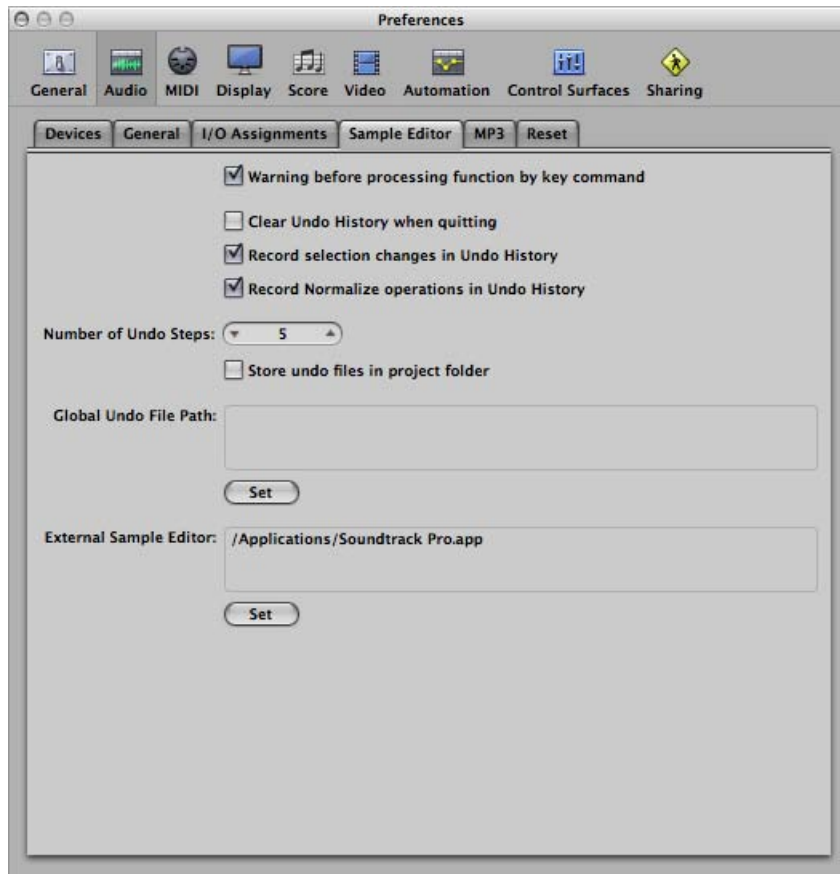 Preferences
General Audio MIDI Display Score Video Automation Control Surfaces Sharing
Devices General I/O Assignments Sample Editor MP3 Reset
Warning before processing function by key command
Clear Undo History when quitting
Record selection changes in Undo History
Record Normalize operations in Undo History
Number of Undo Steps: 5
Store undo files in project folder
Global Undo File Path:
Set
External Sample Editor: /Applications/Soundtrack Pro.app
Set